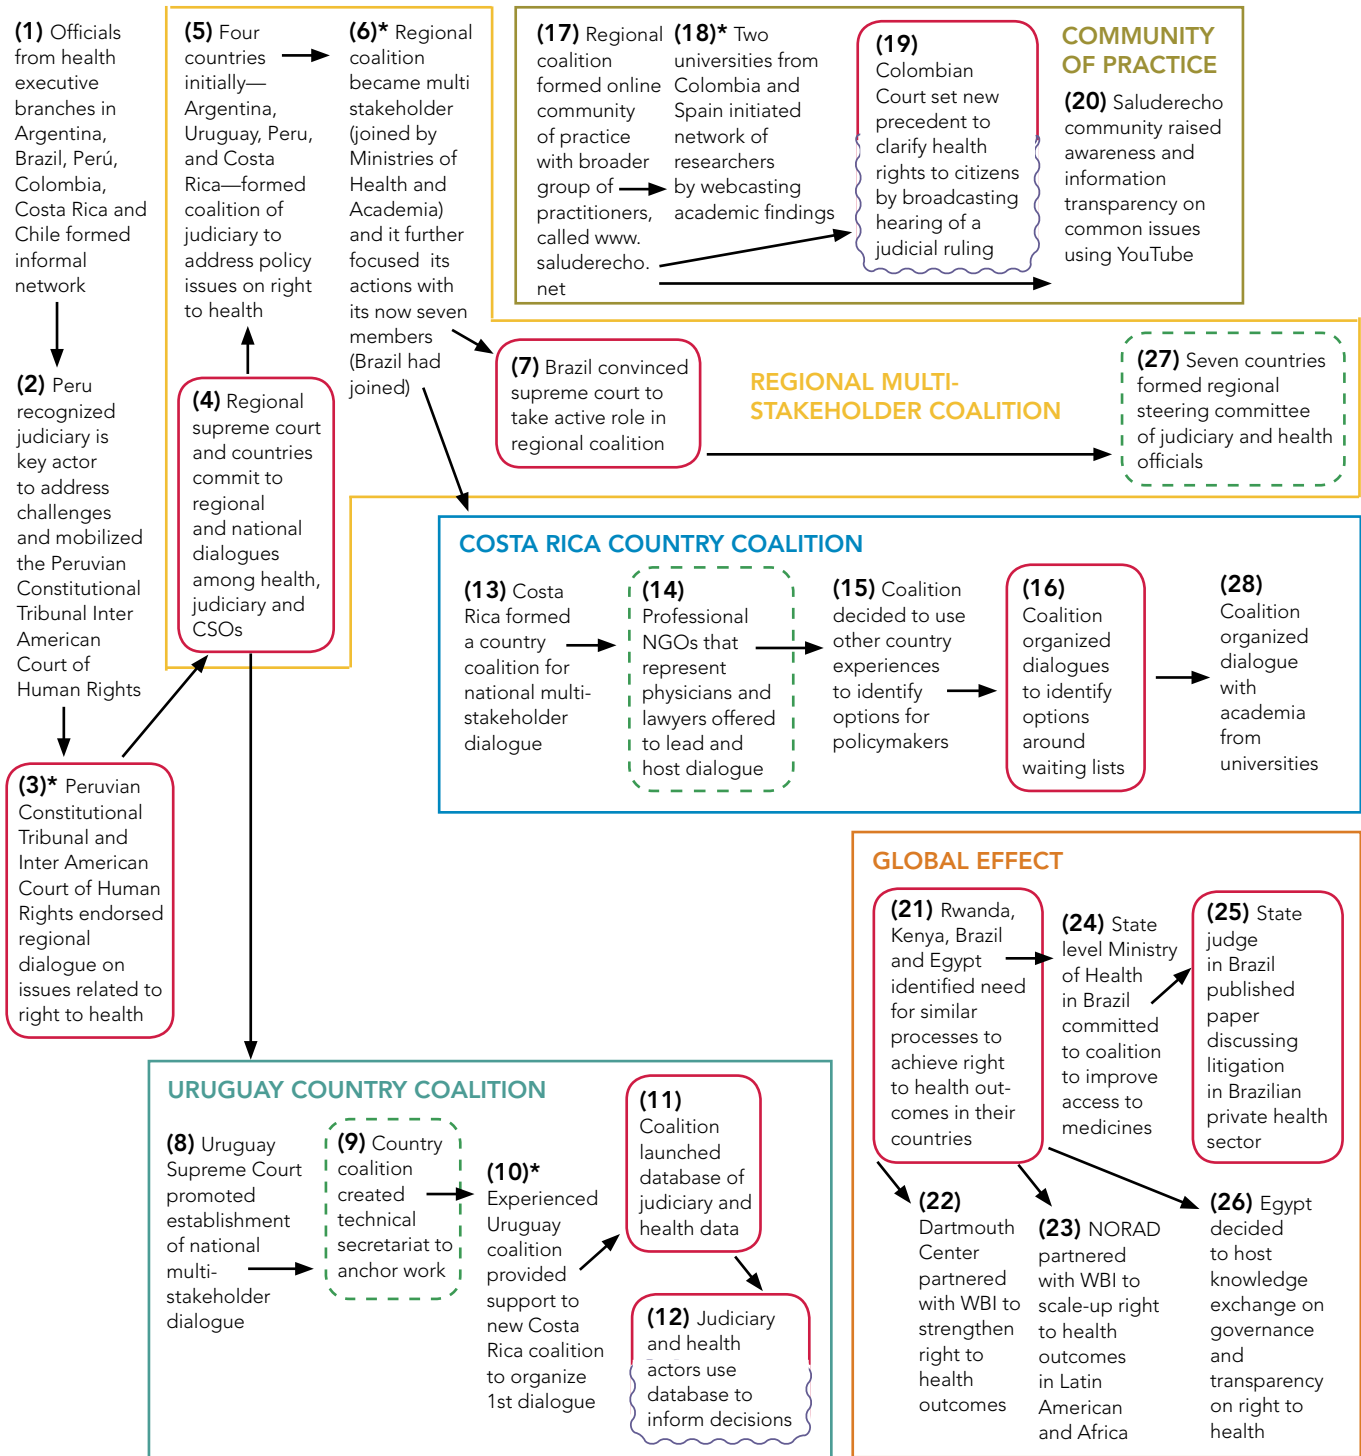 (1) Officials
from health
executive
branches in
Argentina,
Brazil, Perú,
Colombia,
Costa Rica and
Chile formed
informal
network
(2) Peru
recognized
judiciary is
key actor
to address
challenges
and mobilized
the Peruvian
Constitutional
Tribunal Inter
American
Court of
Human Rights
(3)* Peruvian
Constitutional
Tribunal and
Inter American
Court of Human
Rights endorsed
regional
dialogue on
issues related to
right to health
(4) Regional
supreme court
and countries
commit to
regional
and national
dialogues
among health,
judiciary and
CSOs
(5) Four
countries
initially—
Argentina,
Uruguay, Peru,
and Costa
Rica—formed
coalition of
judiciary to
address policy
issues on right
to health
(6)* Regional
coalition
became multi
stakeholder
(joined by
Ministries of
Health and
Academia)
and it further
focused its
actions with
its now seven
members
(Brazil had
joined)
(17) Regional
coalition
formed online
community
of practice
with broader
group of
practitioners,
called www.
saluderecho.
net
(18)* Two
universities from
Colombia and
Spain initiated
network of
researchers
by webcasting
academic findings
(19)
Colombian
Court set new
precedent to
clarify health
rights to citizens
by broadcasting
hearing of a
judicial ruling
COMMUNITY
OF PRACTICE
(20) Saluderecho
community raised
awareness and
information
transparency on
common issues
using YouTube
(7) Brazil convinced
supreme court to
take active role in
regional coalition
REGIONAL MULTI-
STAKEHOLDER COALITION
(27) Seven countries
formed regional
steering committee
of judiciary and health
officials
COSTA RICA COUNTRY COALITION
(13) Costa
Rica formed
a country
coalition for
national multi-
stakeholder
dialogue
(14)
Professional
NGOs that
represent
physicians and
lawyers offered
to lead and
host dialogue
(15) Coalition
decided to use
other country
experiences
to identify
options for
policymakers
(16)
Coalition
organized
dialogues
to identify
options
around
waiting lists
(28)
Coalition
organized
dialogue
with
academia
from
universities
URUGUAY COUNTRY COALITION
(8) Uruguay
Supreme Court
promoted
establishment
of national
multi-
stakeholder
dialogue
(9) Country
coalition
created
technical
secretariat to
anchor work
(10)*
Experienced
Uruguay
coalition
provided
support to
new Costa
Rica coalition
to organize
1st dialogue
(11)
Coalition
launched
database of
judiciary and
health data
(12) Judiciary
and health
actors use
database to
inform decisions
GLOBAL EFFECT
(21) Rwanda,
Kenya, Brazil
and Egypt
identified need
for similar
processes to
achieve right
to health out-
comes in their
countries
(24) State
level Ministry
of Health
in Brazil
committed
to coalition
to improve
access to
medicines
(25) State
judge
in Brazil
published
paper
discussing
litigation
in Brazilian
private health
sector
(22)
Dartmouth
Center
partnered
with WBI to
strengthen
right to
health
outcomes
(23) NORAD
partnered
with WBI to
scale-up right
to health
outcomes
in Latin
American
and Africa
(26) Egypt
decided
to host
knowledge
exchange on
governance
and
transparency
on right to
health